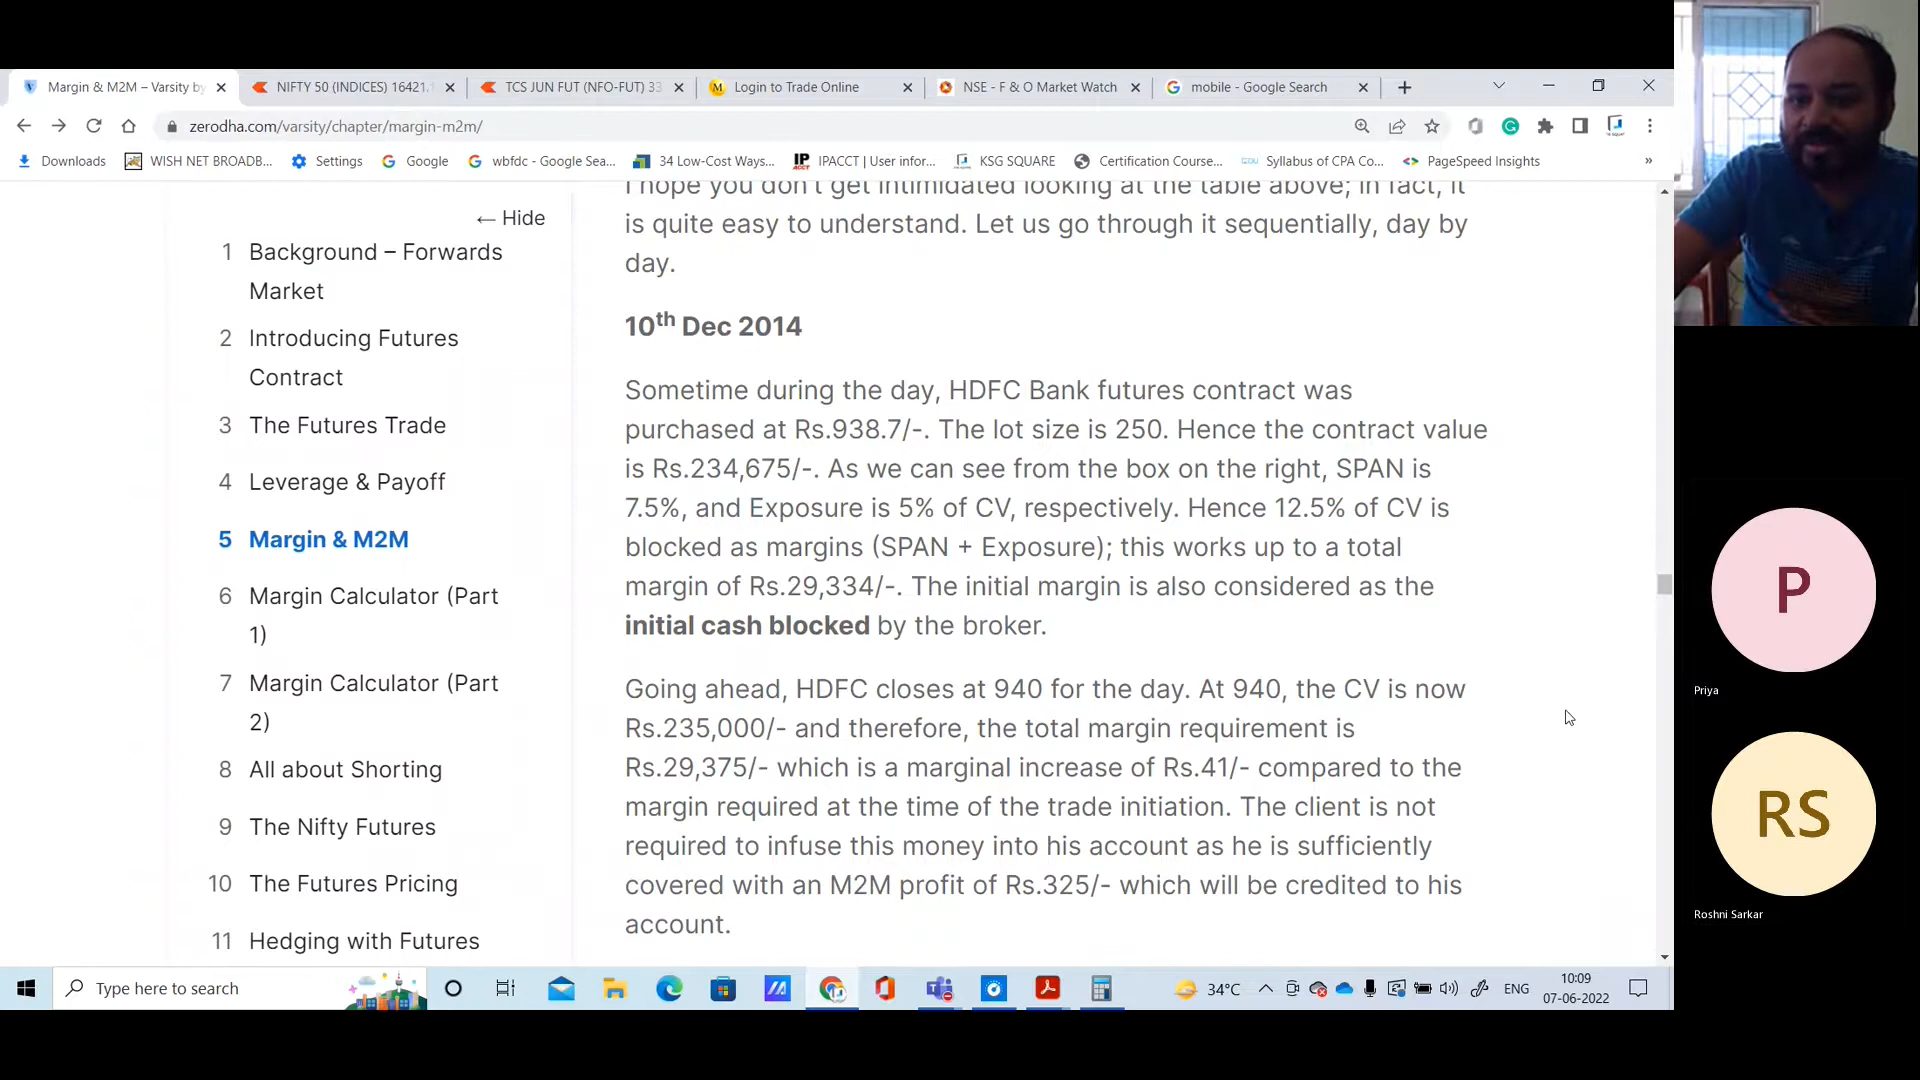 Margin & M2M – Varsity by
NIFTY 50 (INDICES) 16421.
TCS JUN FUT (NFO-FUT) 33
Login to Trade Online
NSE - F & O Market Watch
mobile - Google Search
zerodha.com/varsity/chapter/margin-m2m/
Downloads
WISH NET BROADB...
Settings
Google
wbfdc - Google Sea...
34 Low-Cost Ways...
IPACCT | User infor...
KSG SQUARE
Certification Course...
Syllabus of CPA Co...
PageSpeed Insights
»
← Hide
1 Background – Forwards
Market
2 Introducing Futures
Contract
3 The Futures Trade
4 Leverage & Payoff
5 Margin & M2M
6 Margin Calculator (Part
1)
7 Margin Calculator (Part
2)
8 All about Shorting
9 The Nifty Futures
10 The Futures Pricing
11 Hedging with Futures
I hope you don't get intimidated looking at the table above; in fact, it
is quite easy to understand. Let us go through it sequentially, day by
day.
10th Dec 2014
Sometime during the day, HDFC Bank futures contract was
purchased at Rs.938.7/-. The lot size is 250. Hence the contract value
is Rs.234,675/-. As we can see from the box on the right, SPAN is
7.5%, and Exposure is 5% of CV, respectively. Hence 12.5% of CV is
blocked as margins (SPAN + Exposure); this works up to a total
margin of Rs.29,334/-. The initial margin is also considered as the
initial cash blocked by the broker.
Going ahead, HDFC closes at 940 for the day. At 940, the CV is now
Rs.235,000/- and therefore, the total margin requirement is
Rs.29,375/- which is a marginal increase of Rs.41/- compared to the
margin required at the time of the trade initiation. The client is not
required to infuse this money into his account as he is sufficiently
covered with an M2M profit of Rs.325/- which will be credited to his
account.
P
Priya
RS
Roshni Sarkar
Type here to search
34°C
ENG
10:09
07-06-2022